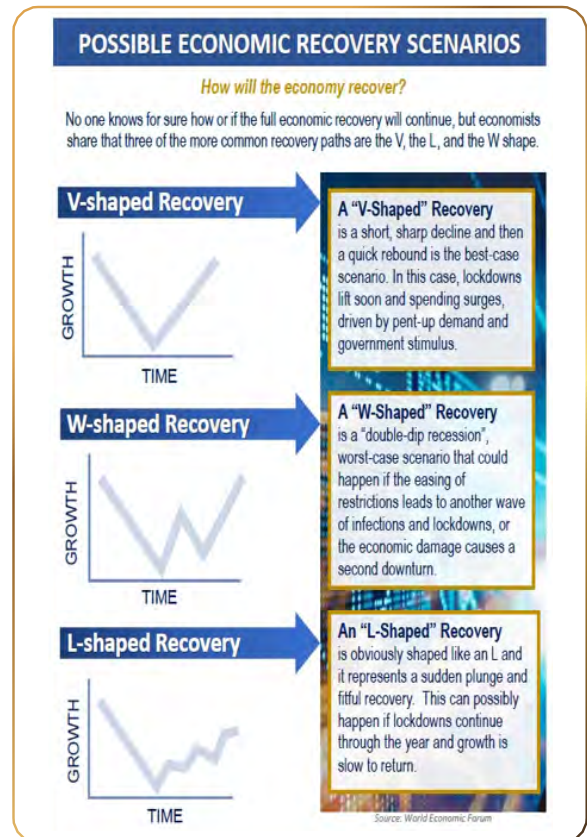 POSSIBLE ECONOMIC RECOVERY SCENARIOS
How will the economy recover?
No one knows for sure how or if the full economic recovery will continue, but economists
share that three of the more common recovery paths are the V, the L, and the W shape.
V-shaped Recovery
GROWTH
TIME
A “V-Shaped” Recovery
is a short, sharp decline and then
a quick rebound is the best-case
scenario. In this case, lockdowns
lift soon and spending surges,
driven by pent-up demand and
government stimulus.
W-shaped Recovery
GROWTH
TIME
A “W-Shaped” Recovery
is a “double-dip recession”,
worst-case scenario that could
happen if the easing of
restrictions leads to another wave
of infections and lockdowns, or
the economic damage causes a
second downturn.
L-shaped Recovery
GROWTH
TIME
An “L-Shaped” Recovery
is obviously shaped like an L and
it represents a sudden plunge and
fitful recovery. This can possibly
happen if lockdowns continue
through the year and growth is
slow to return.
Source: World Economic Forum